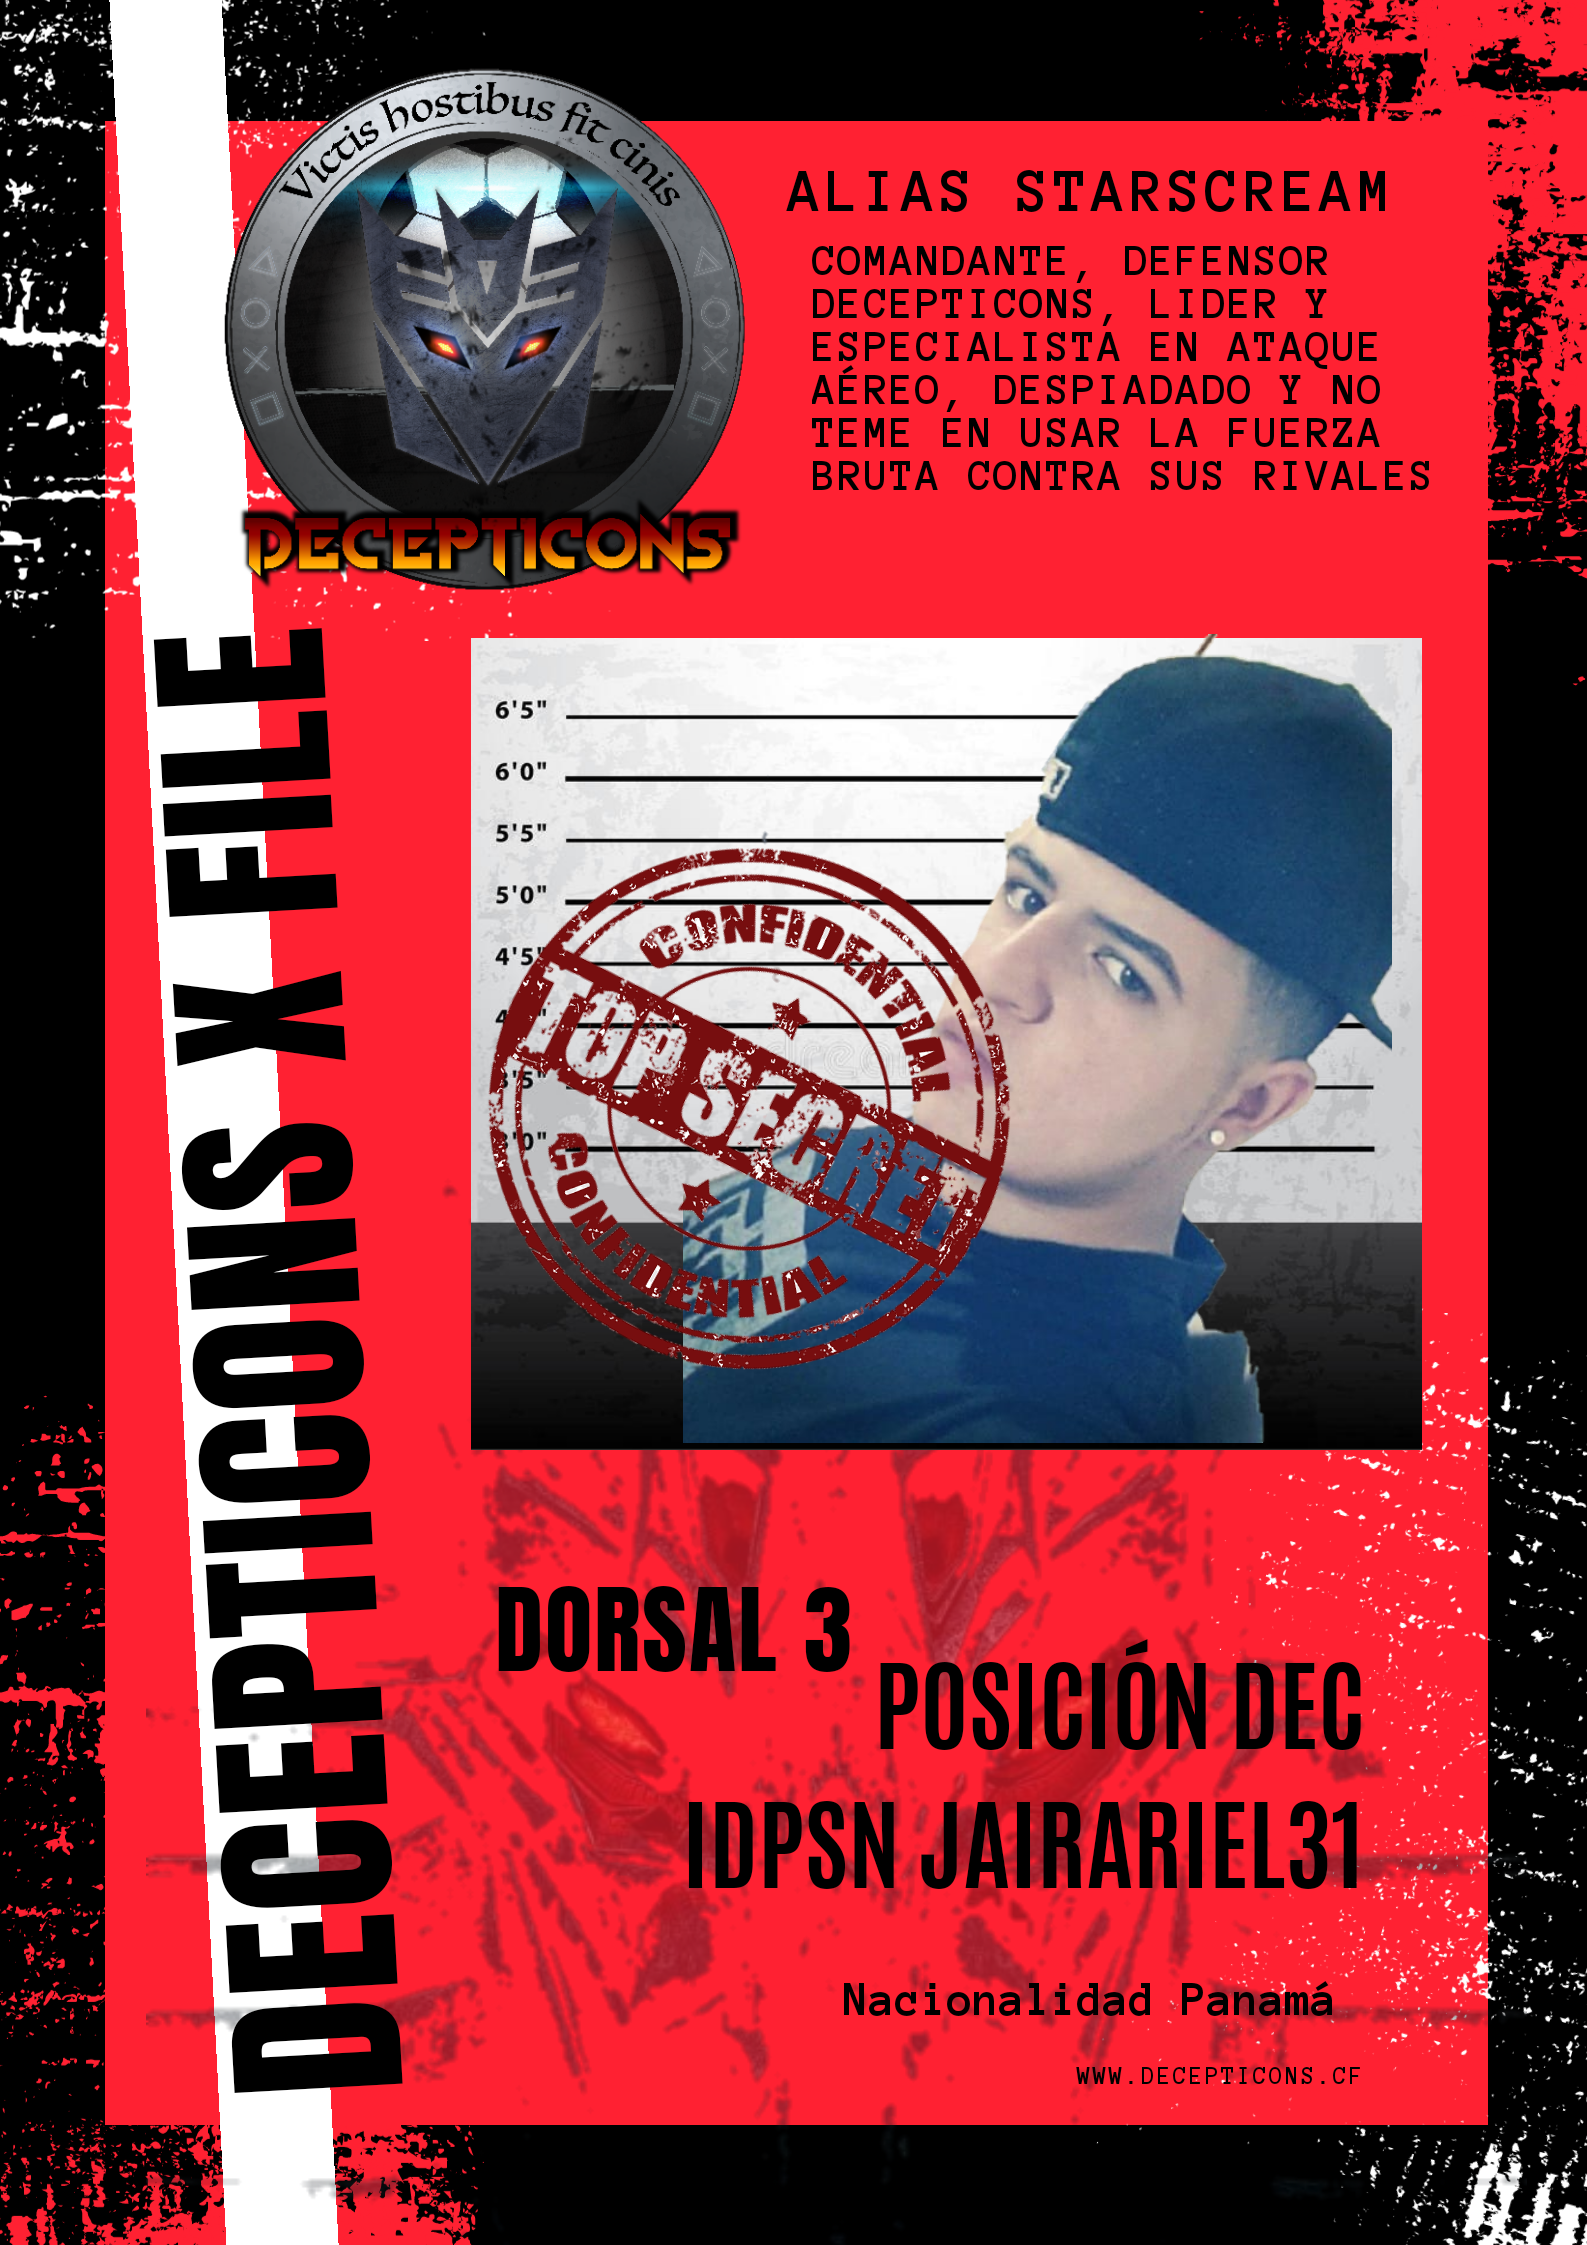 Victis hostibus fit cinis
DECEPTICONS
ALIAS STARSCREAM
COMANDANTE, DEFENSOR
DECEPTICONS, LIDER Y
ESPECIALISTA EN ATAQUE
AÉREO, DESPIADADO Y NO
TEME EN USAR LA FUERZA
BRUTA CONTRA SUS RIVALES
DECEPTICONS X FILE
6'5"
6'0"
5'5"
5'0"
4'5"
CONFIDENTIAL
TOP SECRET
CONFIDENTIAL
DORSAL 3
POSICIÓN DEC
IDPSN JAIRARIEL31
Nacionalidad Panamá
WWW.DECEPTICONS.CF